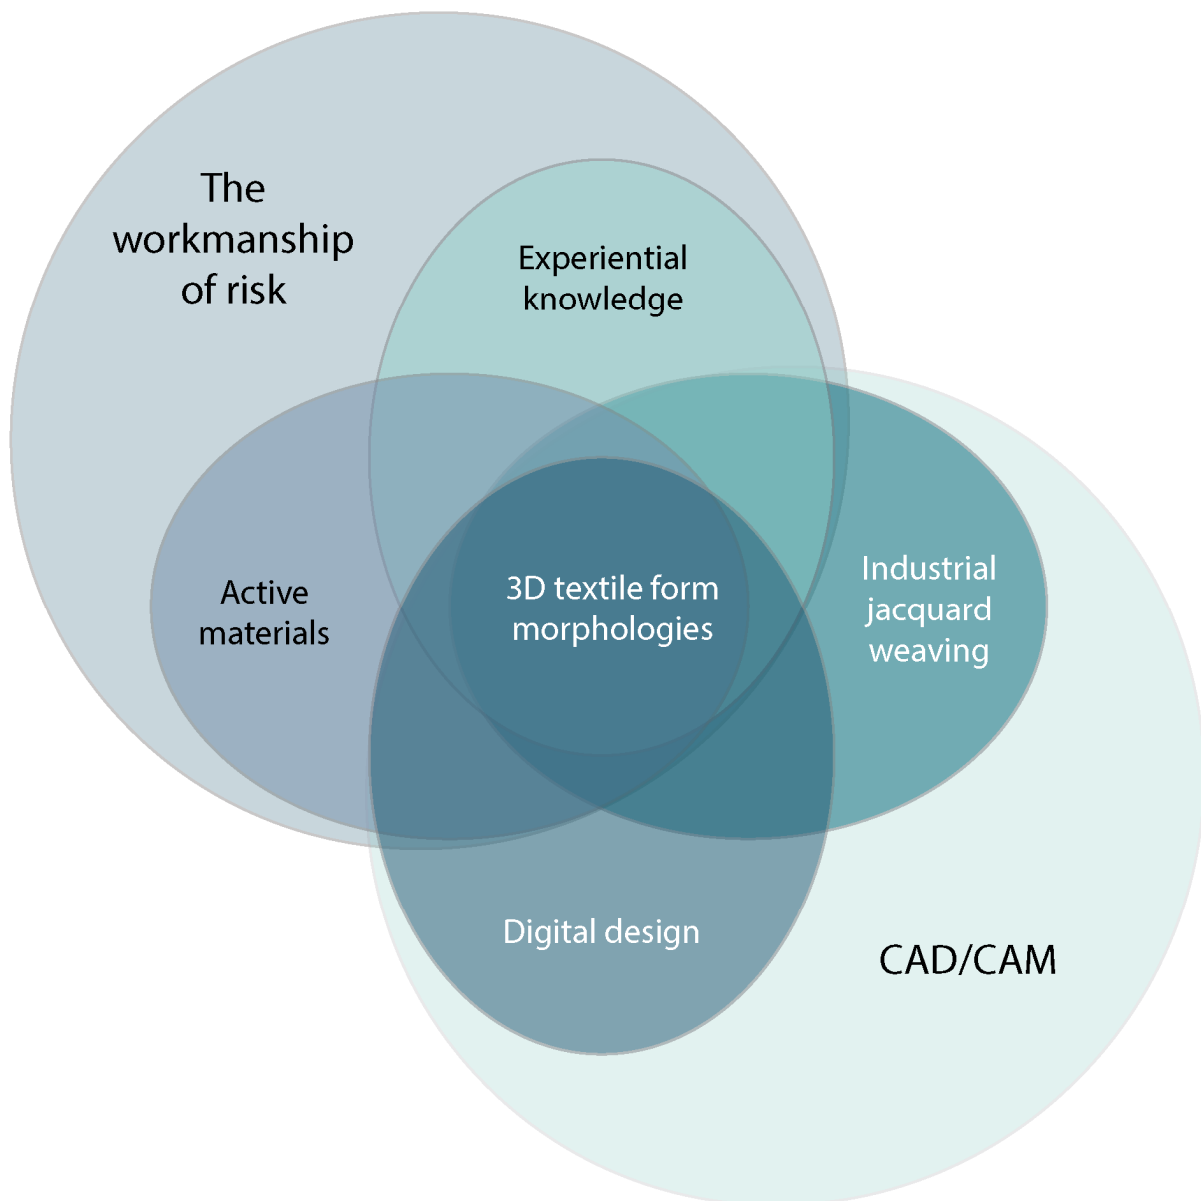 The
workmanship
of risk
Experiential
knowledge
Active
materials
3D textile form
morphologies
Industrial
jacquard
weaving
Digital design
CAD/CAM